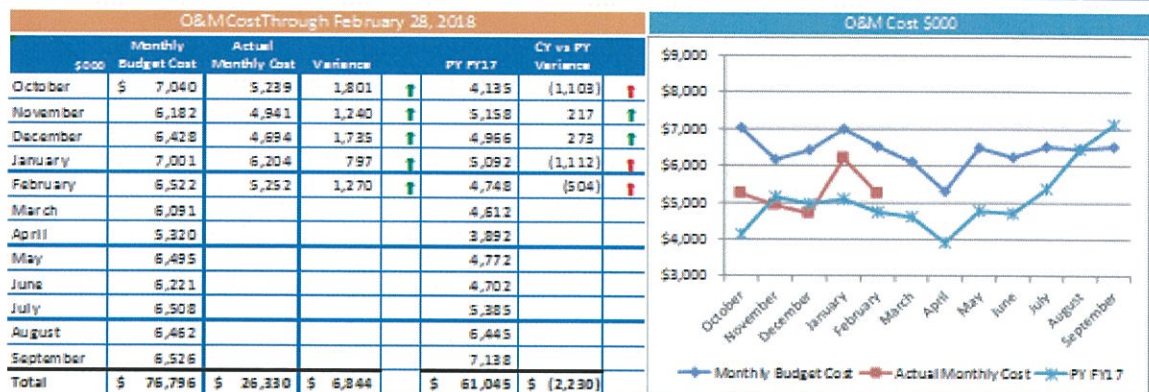 O&M Cost Through February 28, 2018
$000 Monthly Budget Cost Actual Monthly Cost Variance PY FY17 CY vs PY Variance
October $ 7,040 5,239 1,801 4,135 (1,103)
November 6,182 4,941 1,240 5,158 217
December 6,428 4,694 1,735 4,966 273
January 7,001 6,204 797 5,092 (1,112)
February 6,522 5,252 1,270 4,748 (504)
March 6,091 4,612
April 5,320 3,892
May 6,495 4,772
June 6,221 4,702
July 6,508 5,385
August 6,462 6,445
September 6,526 7,138
Total $ 76,796 $ 26,330 $ 6,844 $ 61,045 $ (2,230)
O&M Cost $000
$9,000
$8,000
$7,000
$6,000
$5,000
$4,000
$3,000
October
November
December
January
February
March
April
May
June
July
August
September
Monthly Budget Cost Actual Monthly Cost PY FY17